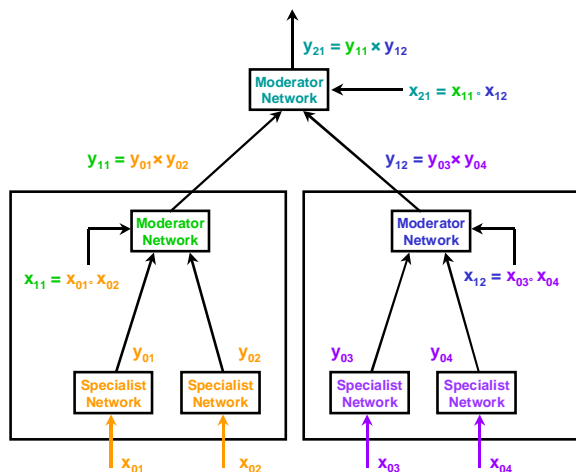 y21 = y11 × y12
Moderator
Network
x21 = x11 ∘ x12
y11 = y01 × y02
y12 = y03 × y04
Moderator
Network
Moderator
Network
x11 = x01 ∘ x02
x12 = x03 ∘ x04
y01
y02
y03
y04
Specialist
Network
Specialist
Network
Specialist
Network
Specialist
Network
x01
x02
x03
x04